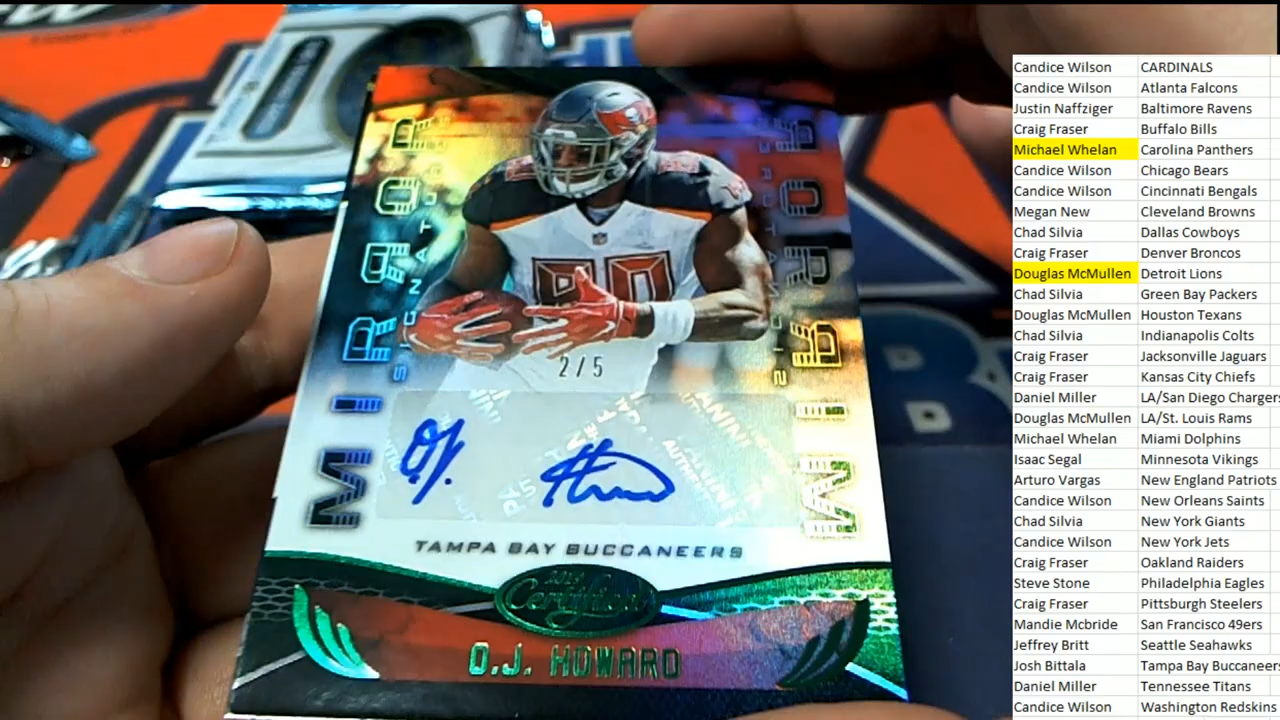 MIRROR
SIGNATURES
MIRROR
SIGNATURES
80
2/5
O.J. Howard
TAMPA BAY BUCCANEERS
Certified
O.J. HOWARD
Candice Wilson CARDINALS
Candice Wilson Atlanta Falcons
Justin Naffziger Baltimore Ravens
Craig Fraser Buffalo Bills
Michael Whelan Carolina Panthers
Candice Wilson Chicago Bears
Candice Wilson Cincinnati Bengals
Megan New Cleveland Browns
Chad Silvia Dallas Cowboys
Craig Fraser Denver Broncos
Douglas McMullen Detroit Lions
Chad Silvia Green Bay Packers
Douglas McMullen Houston Texans
Chad Silvia Indianapolis Colts
Craig Fraser Jacksonville Jaguars
Craig Fraser Kansas City Chiefs
Daniel Miller LA/San Diego Chargers
Douglas McMullen LA/St. Louis Rams
Michael Whelan Miami Dolphins
Isaac Segal Minnesota Vikings
Arturo Vargas New England Patriots
Candice Wilson New Orleans Saints
Chad Silvia New York Giants
Candice Wilson New York Jets
Craig Fraser Oakland Raiders
Steve Stone Philadelphia Eagles
Craig Fraser Pittsburgh Steelers
Mandie Mcbride San Francisco 49ers
Jeffrey Britt Seattle Seahawks
Josh Bittala Tampa Bay Buccaneers
Daniel Miller Tennessee Titans
Candice Wilson Washington Redskins